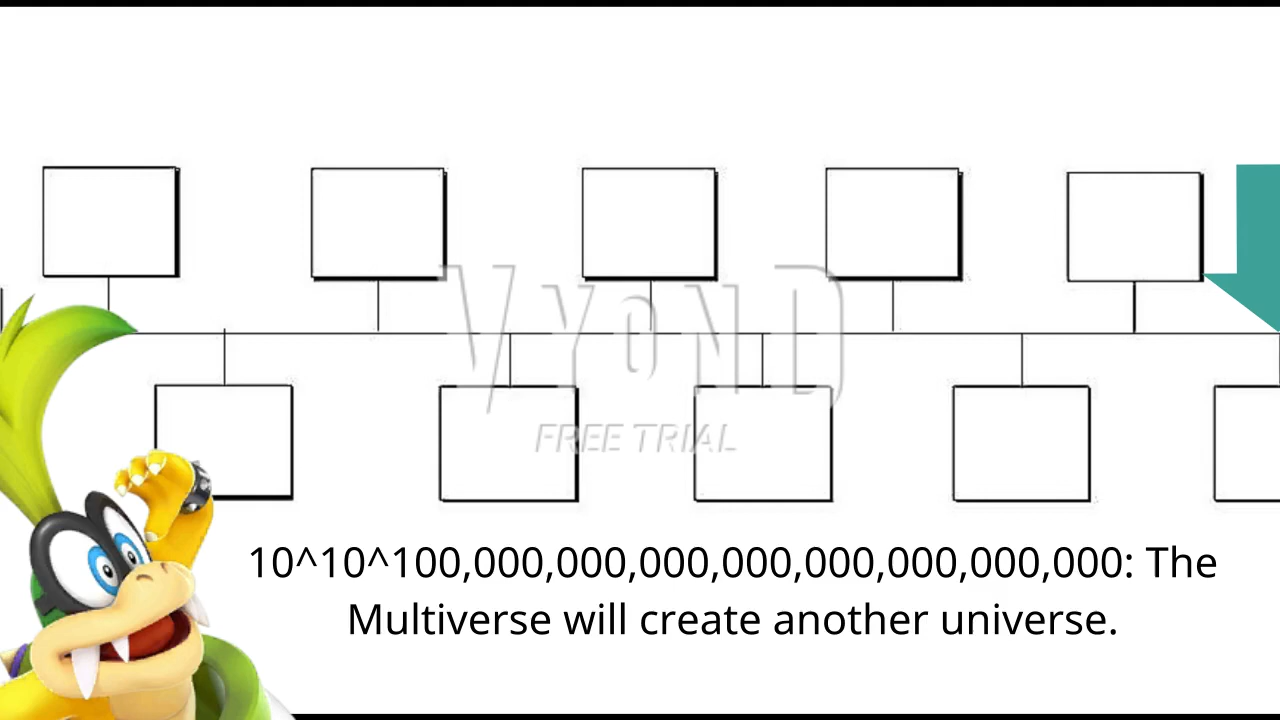 VYOND
FREE TRIAL
10^10^100,000,000,000,000,000,000,000,000: The
Multiverse will create another universe.